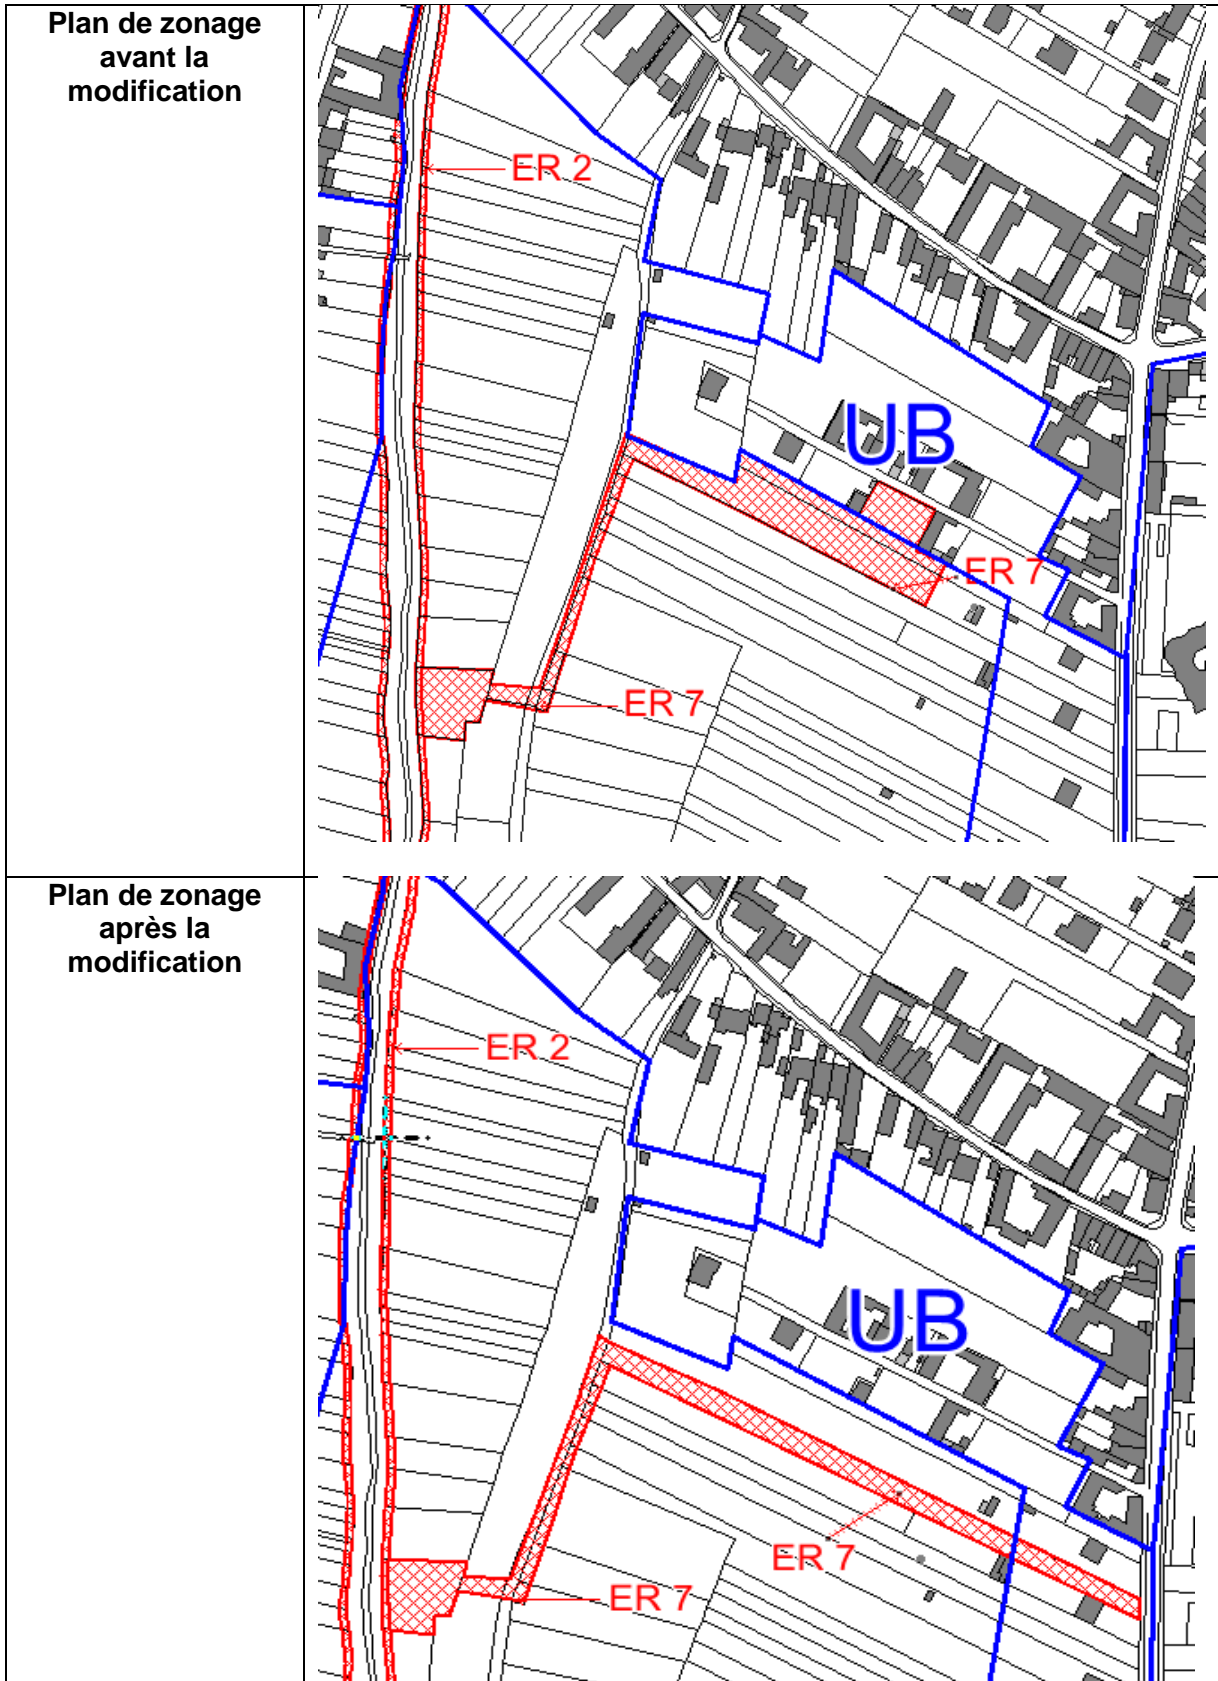 Plan de zonage
avant la
modification
ER 2
UB
ER 7
ER 7
Plan de zonage
après la
modification
ER 2
UB
ER 7
ER 7